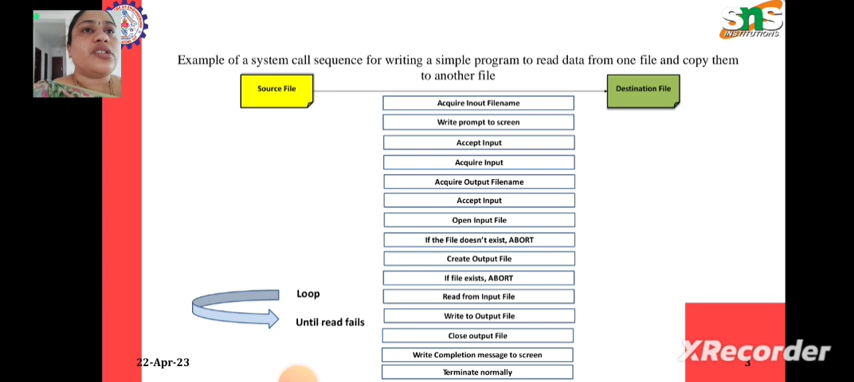 sns
INSTITUTIONS
Example of a system call sequence for writing a simple program to read data from one file and copy them
to another file
Source File
Destination File
Acquire Inout Filename
Write prompt to screen
Accept Input
Acquire Input
Acquire Output Filename
Accept Input
Open Input File
If the File doesn't exist, ABORT
Create Output File
If file exists, ABORT
Loop
Read from Input File
Write to Output File
Until read fails
Close output File
Write Completion message to screen
Terminate normally
22-Apr-23
3
XRecorder